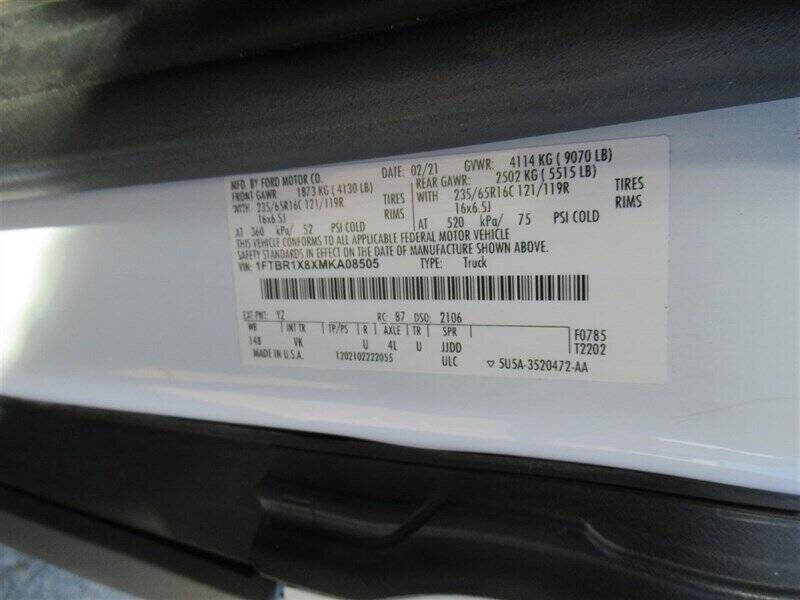 MFD. BY FORD MOTOR CO. DATE: 02/21 GVWR: 4114 KG ( 9070 LB)
FRONT GAWR: 1873 KG ( 4130 LB) REAR GAWR: 2502 KG ( 5515 LB)
WITH 235/65R16C 121/119R TIRES WITH 235/65R16C 121/119R TIRES
16x6.5J RIMS 16x6.5J RIMS
AT 360 kPa/ 52 PSI COLD AT 520 kPa/ 75 PSI COLD
THIS VEHICLE CONFORMS TO ALL APPLICABLE FEDERAL MOTOR VEHICLE
SAFETY STANDARDS IN EFFECT ON THE DATE OF MANUFACTURE SHOWN ABOVE.
VIN: 1FTBR1X8XMKA08505 TYPE: Truck
EXT PNT: YZ RC: 87 DSO: 2106
WB INT TR TP/PS R AXLE TR SPR F0785
148 VK U 4L U JJDD T2202
MADE IN U.S.A. 1202102222055 ULC ▽ 5U5A-3520472-AA